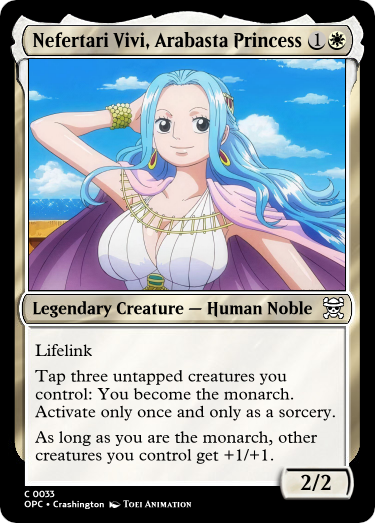 Nefertari Vivi, Arabasta Princess 1
Legendary Creature — Human Noble
Lifelink
Tap three untapped creatures you
control: You become the monarch.
Activate only once and only as a sorcery.
As long as you are the monarch, other
creatures you control get +1/+1.
2/2
C 0033
OPC • Crashington Toei Animation